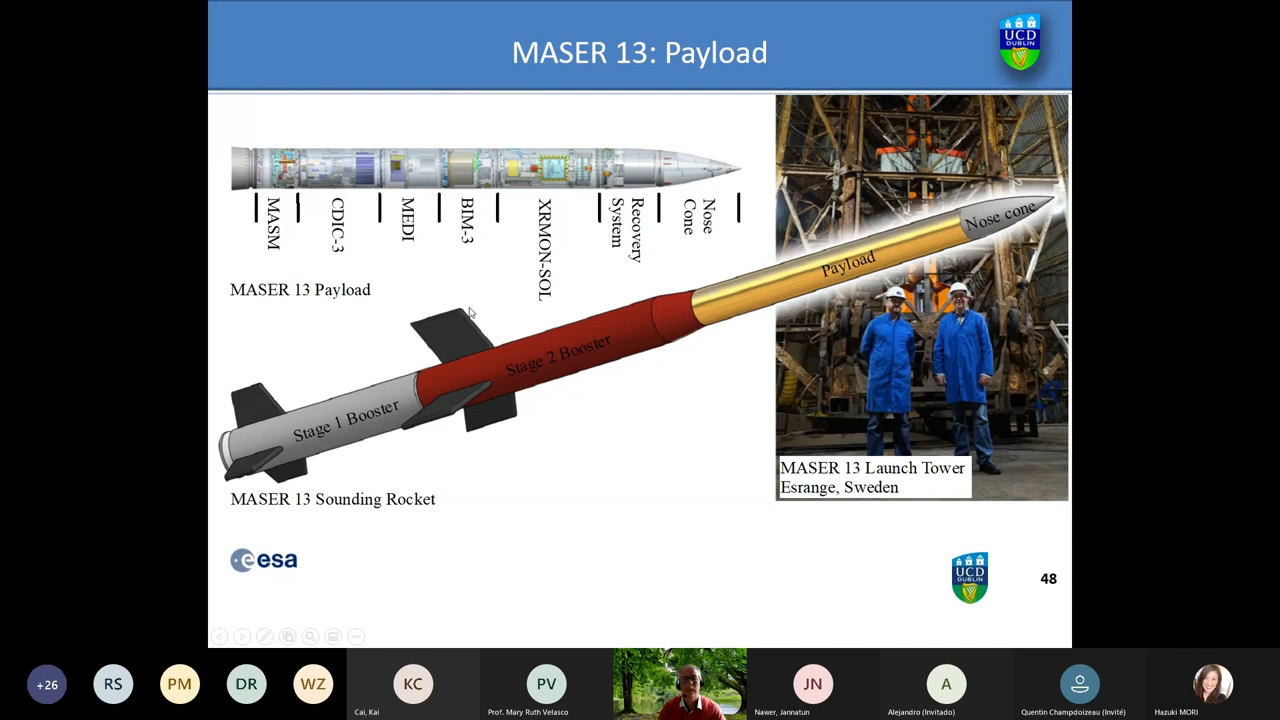 MASER 13: Payload
UCD
DUBLIN
MASM
CDIC-3
MEDI
BIM-3
XRMON-SOL
Recovery
System
Nose
Cone
MASER 13 Payload
Nose cone
Payload
Stage 2 Booster
Stage 1 Booster
MASER 13 Sounding Rocket
MASER 13 Launch Tower
Esrange, Sweden
esa
UCD
DUBLIN
48
+26
RS
PM
DR
WZ
KC
Cai, Kai
PV
Prof. Mary Ruth Velasco
JN
Nawer, Jannatun
A
Alejandro (Invitado)
Quentin Champdoizeau (Invité)
Hazuki MORI